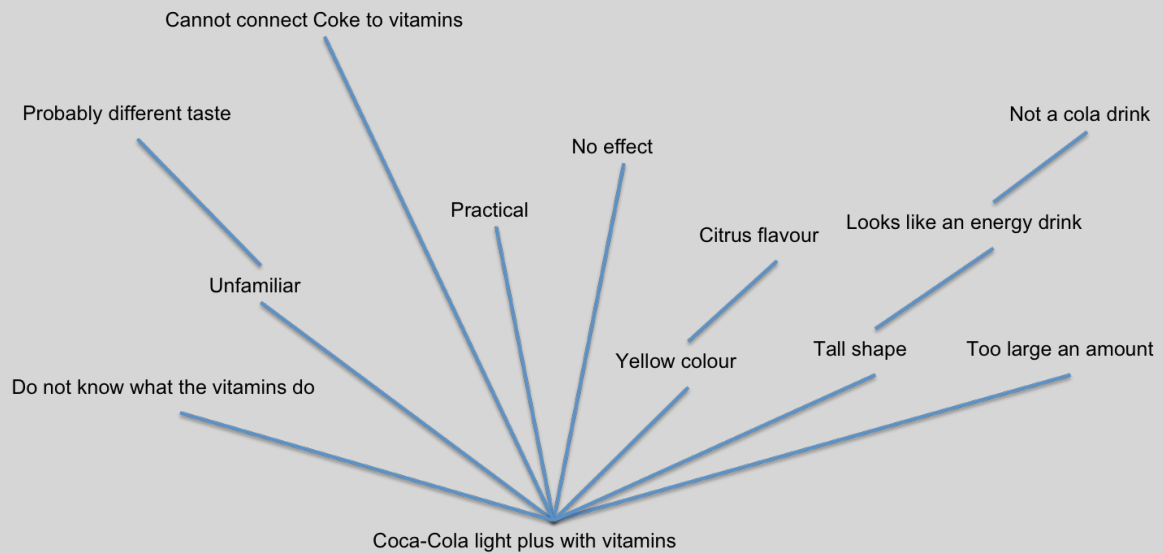 Cannot connect Coke to vitamins
Probably different taste
Not a cola drink
No effect
Practical
Looks like an energy drink
Citrus flavour
Unfamiliar
Yellow colour
Tall shape
Too large an amount
Do not know what the vitamins do
Coca-Cola light plus with vitamins